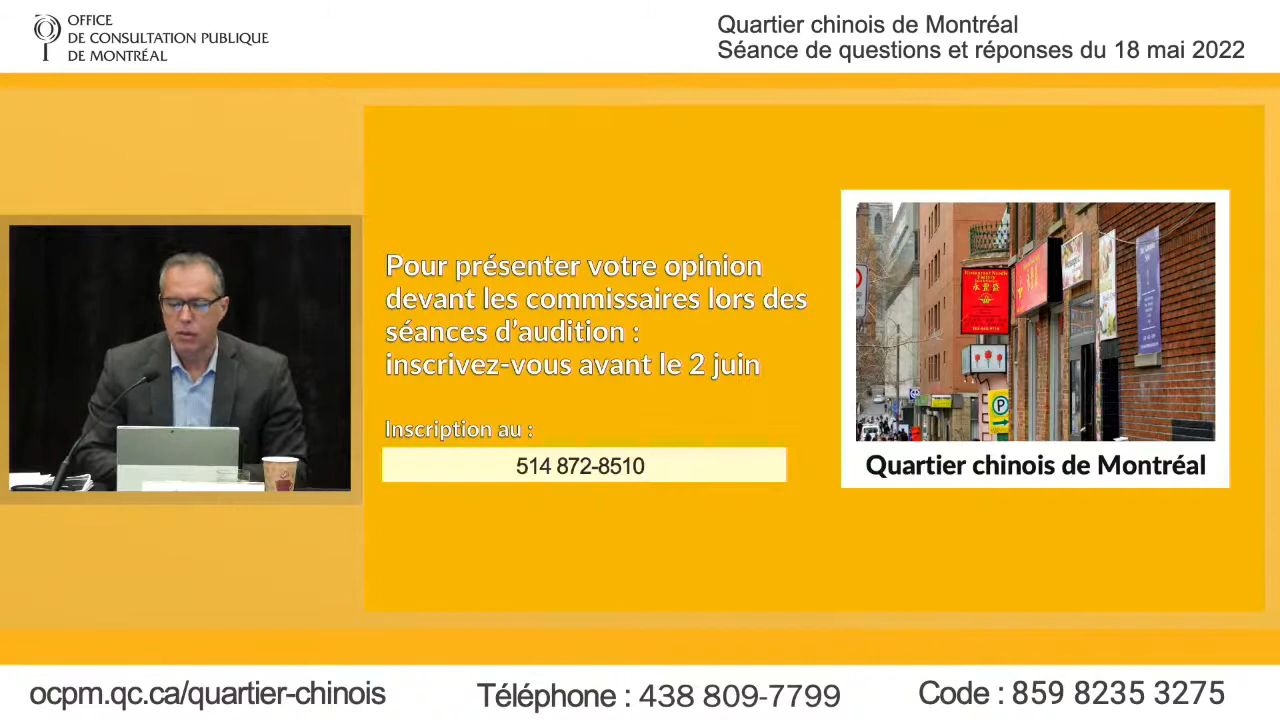 OFFICE
DE CONSULTATION PUBLIQUE
DE MONTRÉAL
Quartier chinois de Montréal
Séance de questions et réponses du 18 mai 2022
Pour présenter votre opinion
devant les commissaires lors des
séances d'audition :
inscrivez-vous avant le 2 juin
Inscription au :
514 872-8510
P
Quartier chinois de Montréal
ocpm.qc.ca/quartier-chinois
Téléphone : 438 809-7799
Code : 859 8235 3275